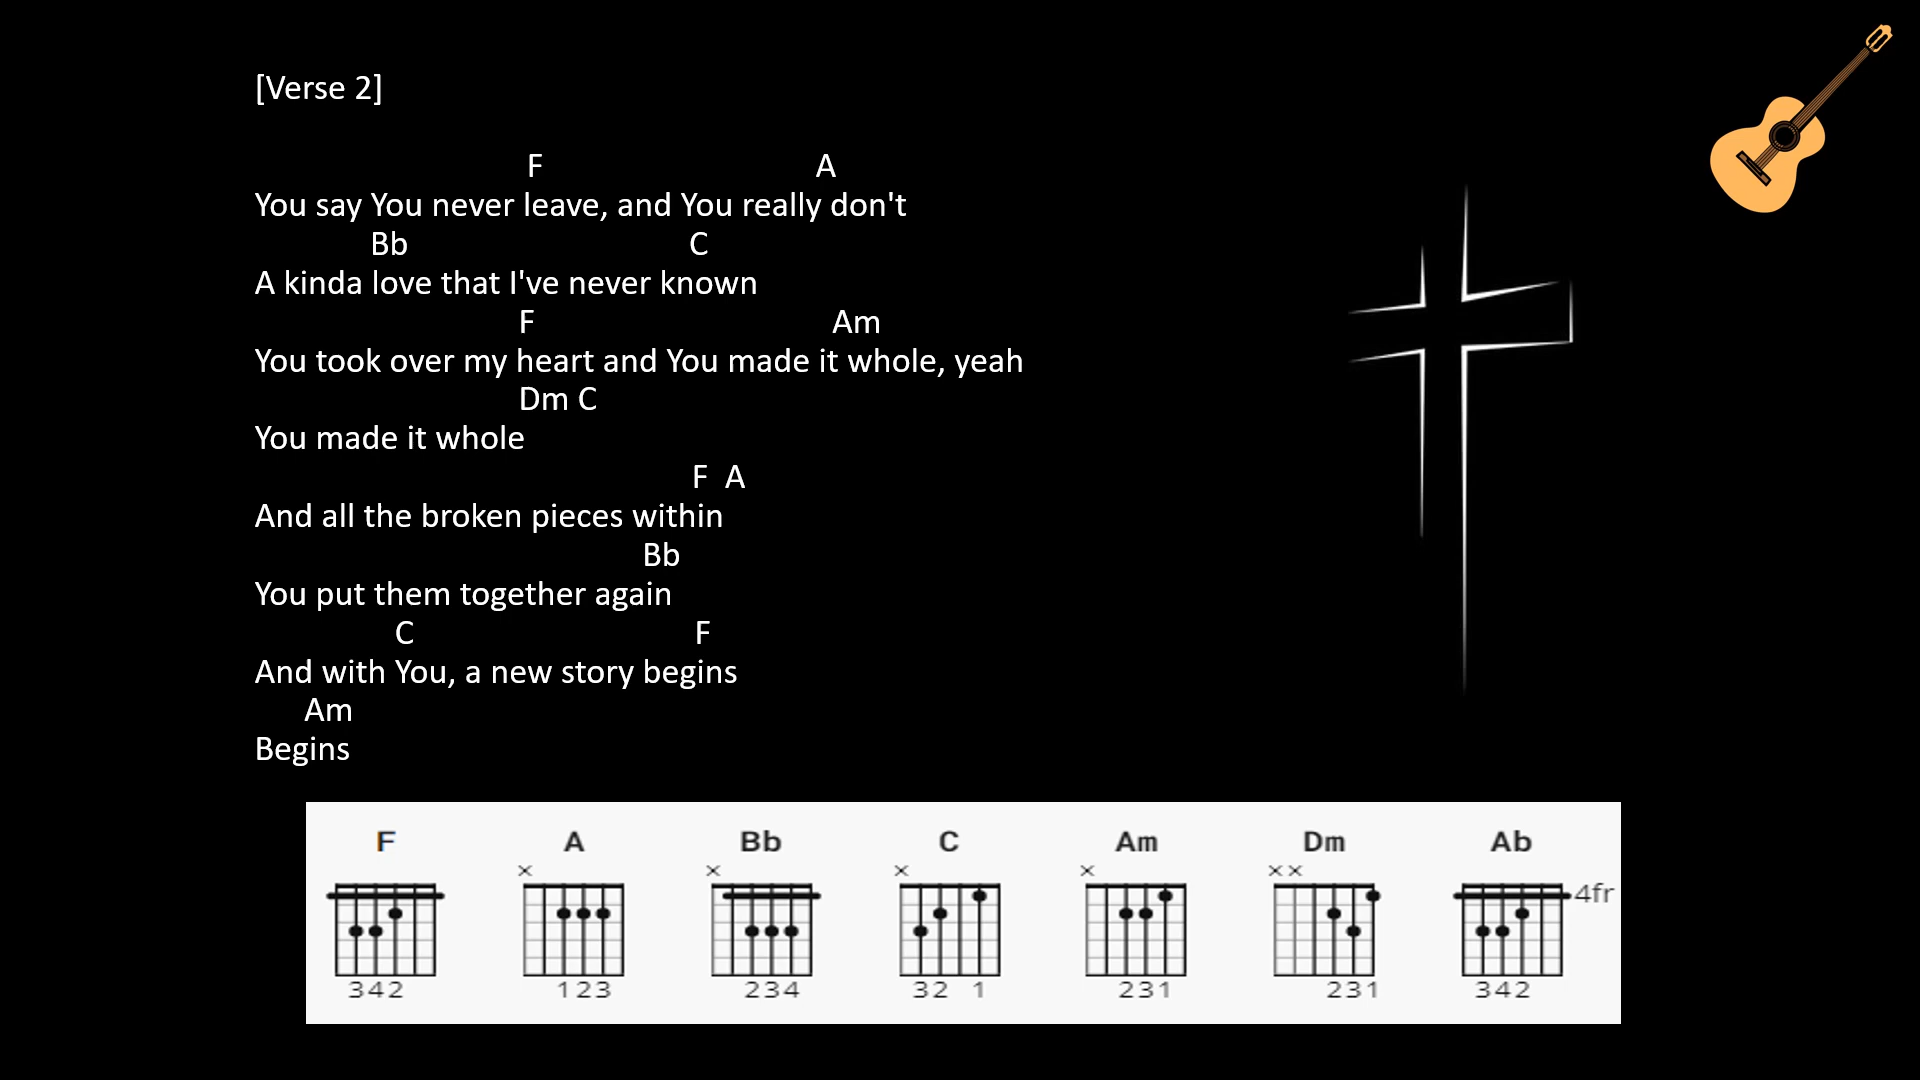 [Verse 2]
F A
You say You never leave, and You really don't
Bb C
A kinda love that I've never known
F Am
You took over my heart and You made it whole, yeah
Dm C
You made it whole
F A
And all the broken pieces within
Bb
You put them together again
C F
And with You, a new story begins
Am
Begins
F A Bb C Am Dm Ab
x x x x xx
4fr
342 123 234 32 1 231 231 342